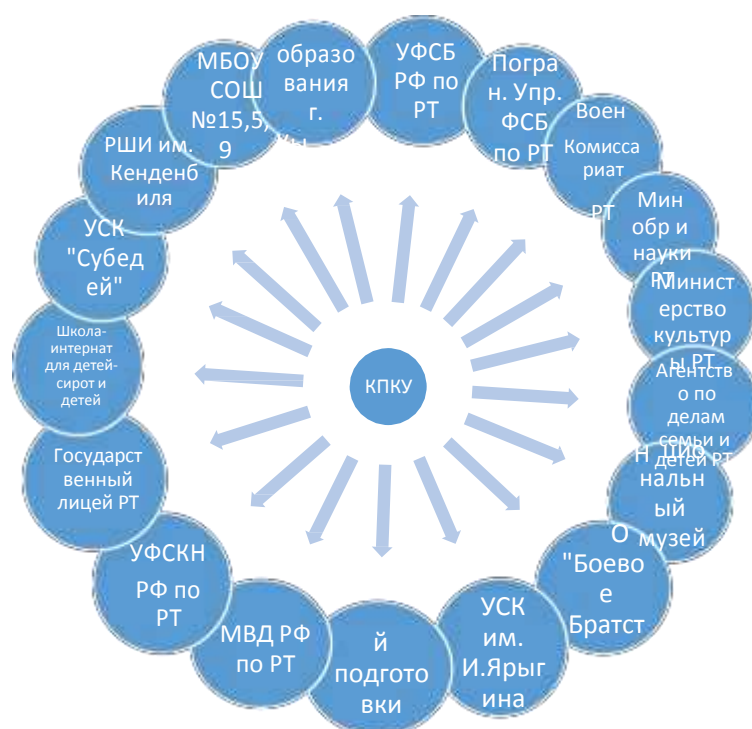 образо
вания
г.
УФСБ
РФ по
РТ
Погра
н. Упр.
ФСБ
по РТ
Воен
Комисса
риат
РТ
Мин
обр и
науки
РТ
Минист
ерство
культур
ы РТ
Агентств
о по
делам
семьи и
детей РТ
нальн
ый
музей
О
"Боево
е
Братст
УСК
им.
И.Ярыг
ина
й
подгото
вки
МВД РФ
по РТ
УФСКН
РФ по
РТ
Государст
венный
лицей РТ
Школа-
интернат
для детей-
сирот и
детей
УСК
"Субед
ей"
РШИ им.
Кенденб
иля
МБОУ
СОШ
№15,5,
9
КПКУ